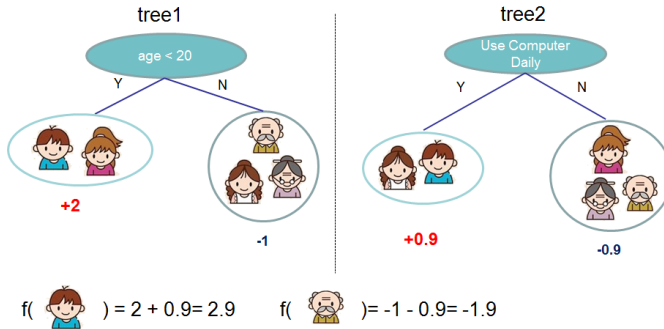 tree1
tree2
age < 20
Use Computer
Daily
Y
N
Y
N
+2
-1
+0.9
-0.9
f( ) = 2 + 0.9= 2.9
f( )= -1 - 0.9= -1.9